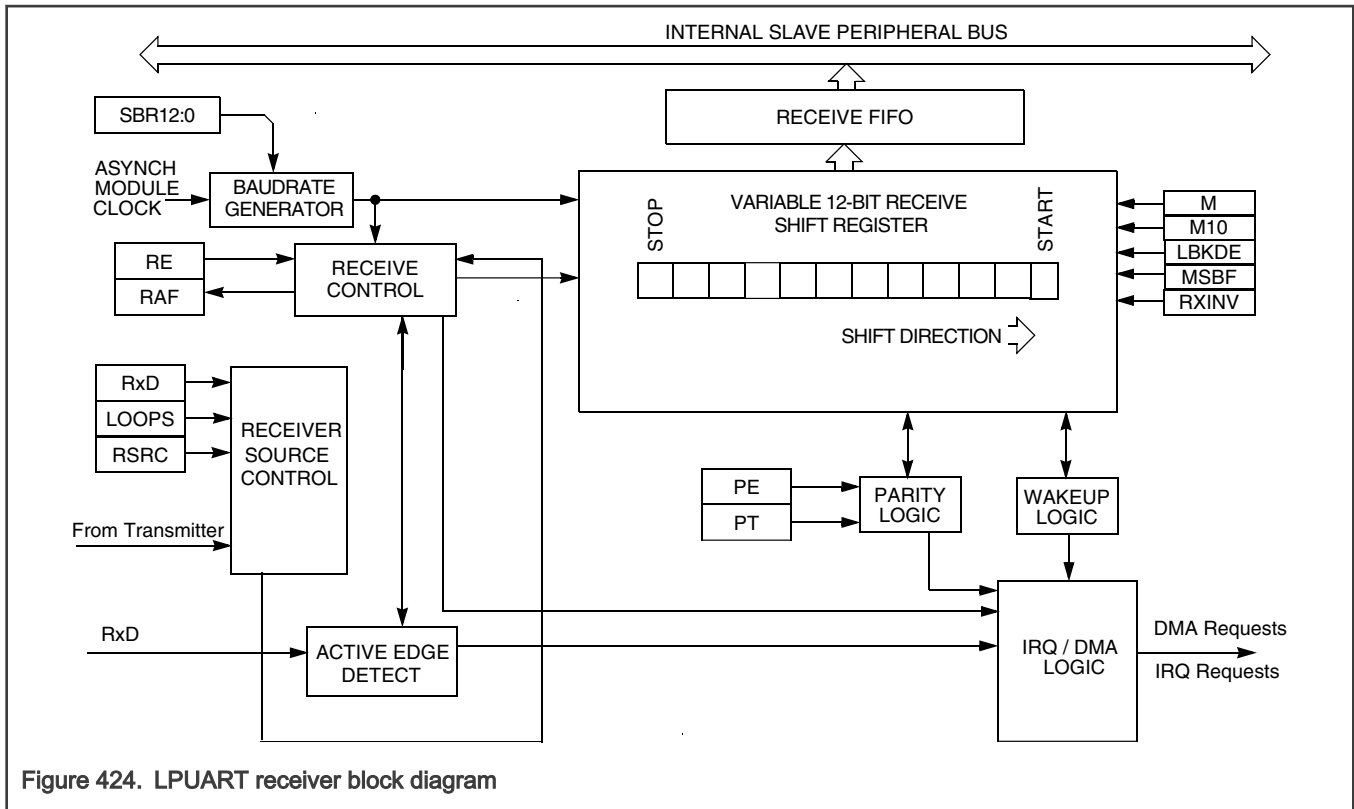 INTERNAL SLAVE PERIPHERAL BUS
SBR12:0
RECEIVE FIFO
ASYNCH
MODULE
CLOCK
BAUDRATE
GENERATOR
VARIABLE 12-BIT RECEIVE
SHIFT REGISTER
STOP
START
M
M10
LBKDE
MSBF
RXINV
RE
RAF
RECEIVE
CONTROL
SHIFT DIRECTION
RxD
LOOPS
RSRC
RECEIVER
SOURCE
CONTROL
From Transmitter
PE
PT
PARITY
LOGIC
WAKEUP
LOGIC
RxD
ACTIVE EDGE
DETECT
IRQ / DMA
LOGIC
DMA Requests
IRQ Requests
Figure 424. LPUART receiver block diagram